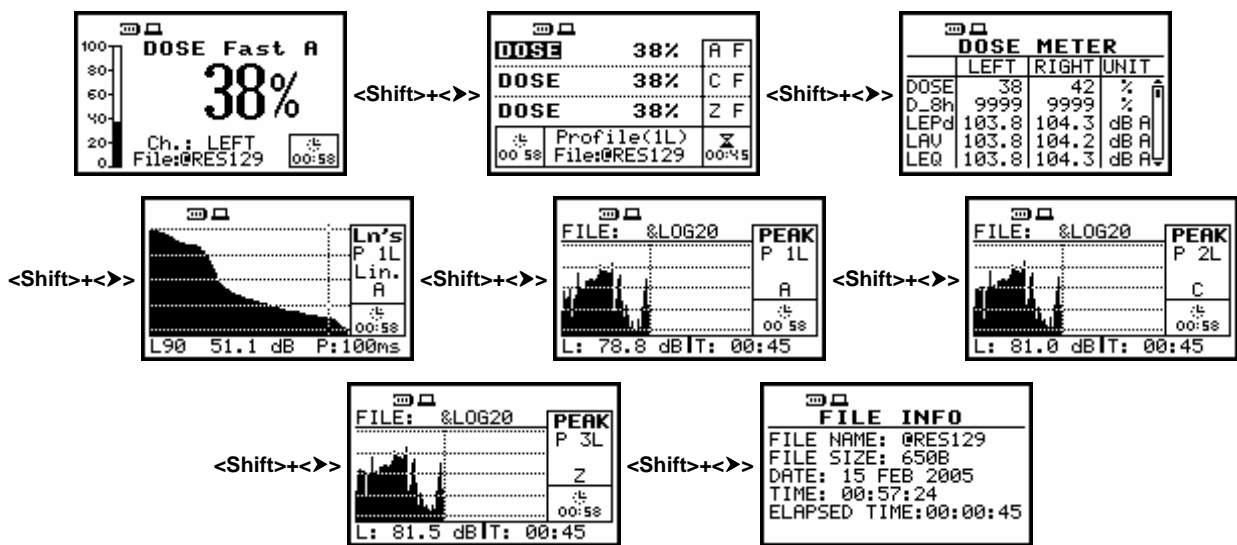 DOSE Fast A
100
80
60
40
20
0
38%
Ch.: LEFT
File:@RES129
00:58
<Shift>+<>>
DOSE 38% A F
DOSE 38% C F
DOSE 38% Z F
00:58
Profile(1L)
File:@RES129
00:45
<Shift>+<>>
DOSE METER
LEFT RIGHT UNIT
DOSE 38 42 %
D_8h 9999 9999 %
LEPd 103.8 104.3 dB A
LAV 103.8 104.2 dB A
LEQ 103.8 104.3 dB A
<Shift>+<>>
Ln's
P 1L
Lin.
A
00:58
L90 51.1 dB P:100ms
<Shift>+<>>
FILE: &LOG20
PEAK
P 1L
A
00:58
L: 78.8 dB T: 00:45
<Shift>+<>>
FILE: &LOG20
PEAK
P 2L
C
00:58
L: 81.0 dB T: 00:45
<Shift>+<>>
FILE: &LOG20
PEAK
P 3L
Z
00:58
L: 81.5 dB T: 00:45
<Shift>+<>>
FILE INFO
FILE NAME: @RES129
FILE SIZE: 650B
DATE: 15 FEB 2005
TIME: 00:57:24
ELAPSED TIME:00:00:45